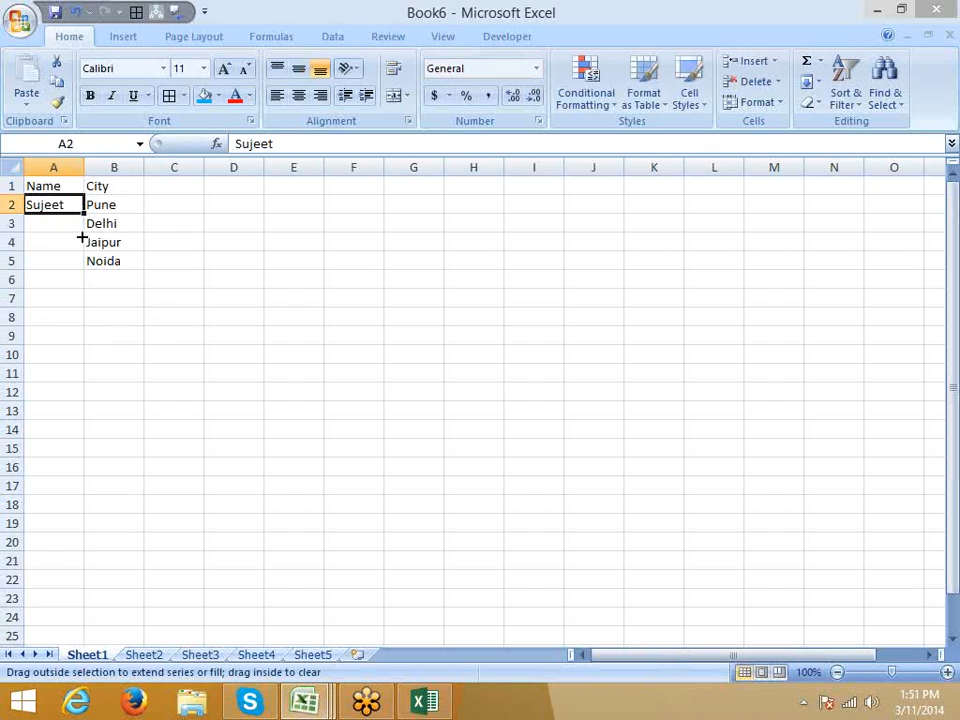 Book6 - Microsoft Excel
Home Insert Page Layout Formulas Data Review View Developer
Paste
Calibri 11
B I U
General
$ % ,
Conditional Formatting
Format as Table
Cell Styles
Insert
Delete
Format
Sort & Filter
Find & Select
Clipboard Font Alignment Number Styles Cells Editing
A2 fx Sujeet
A B C D E F G H I J K L M N O
1 Name City
2 Sujeet Pune
3 Delhi
4 Jaipur
5 Noida
6
7
8
9
10
11
12
13
14
15
16
17
18
19
20
21
22
23
24
25
Sheet1 Sheet2 Sheet3 Sheet4 Sheet5
Drag outside selection to extend series or fill; drag inside to clear
100%
1:51 PM
3/11/2014